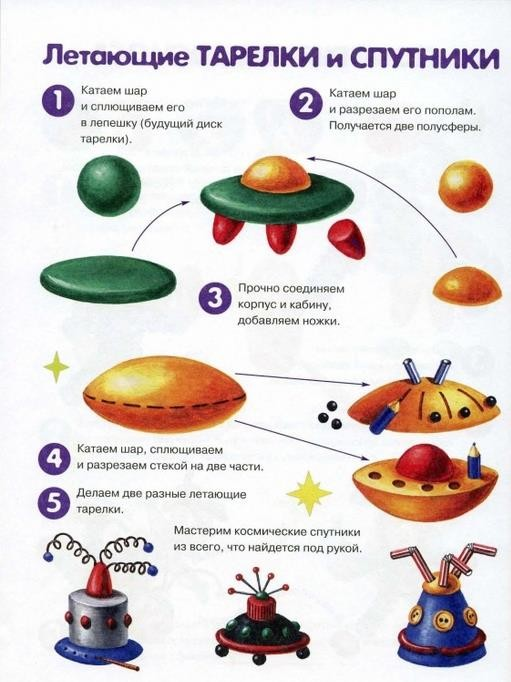 Летающие ТАРЕЛКИ и СПУТНИКИ
1
Катаем шар
и сплющиваем его
в лепешку (будущий диск
тарелки).
2
Катаем шар
и разрезаем его пополам.
Получается две полусферы.
3
Прочно соединяем
корпус и кабину,
добавляем ножки.
4
Катаем шар, сплющиваем
и разрезаем стекой на две части.
5
Делаем две разные летающие
тарелки.
Мастерим космические спутники
из всего, что найдется под рукой.